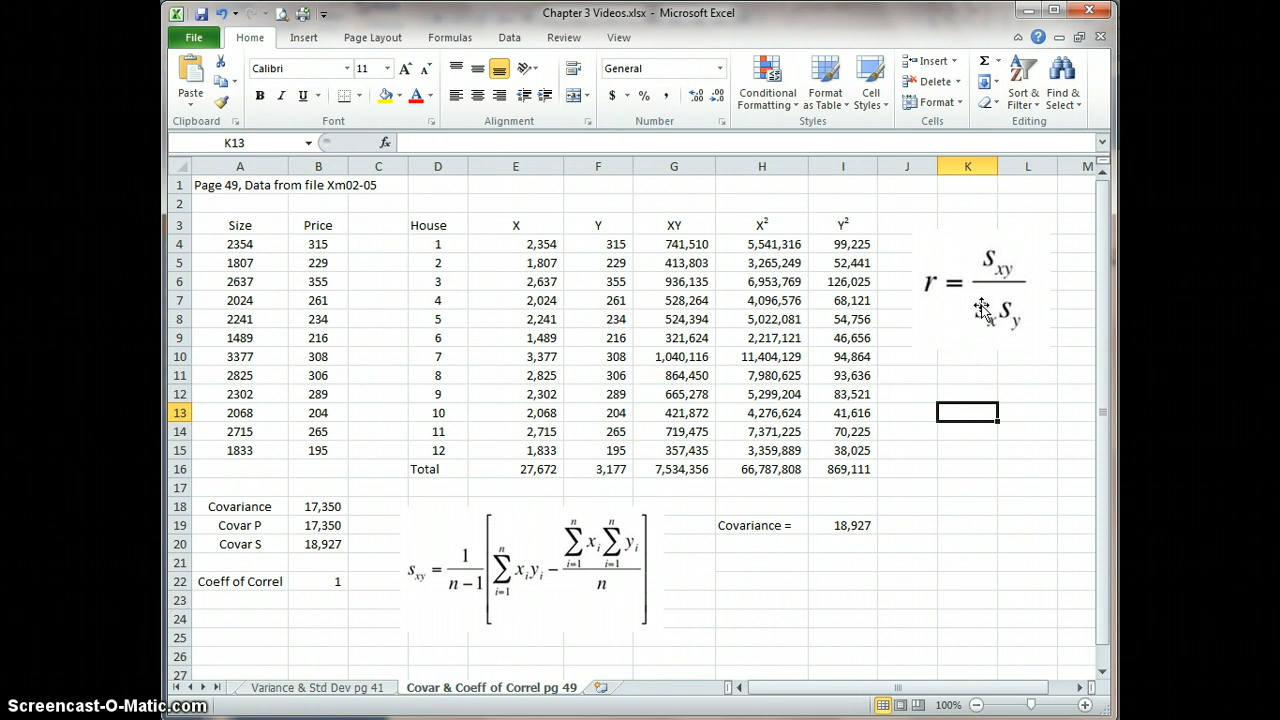 Chapter 3 Videos.xlsx - Microsoft Excel
File Home Insert Page Layout Formulas Data Review View
Calibri 11 General Insert
Paste Conditional Formatting Format as Table Cell Styles Delete Format Sort & Filter Find & Select
Clipboard Font Alignment Number Styles Cells Editing
K13 fx
A B C D E F G H I J K L M
1 Page 49, Data from file Xm02-05
2
3 Size Price House X Y XY X² Y²
4 2354 315 1 2,354 315 741,510 5,541,316 99,225
5 1807 229 2 1,807 229 413,803 3,265,249 52,441
6 2637 355 3 2,637 355 936,135 6,953,769 126,025
7 2024 261 4 2,024 261 528,264 4,096,576 68,121
8 2241 234 5 2,241 234 524,394 5,022,081 54,756
9 1489 216 6 1,489 216 321,624 2,217,121 46,656
10 3377 308 7 3,377 308 1,040,116 11,404,129 94,864
11 2825 306 8 2,825 306 864,450 7,980,625 93,636
12 2302 289 9 2,302 289 665,278 5,299,204 83,521
13 2068 204 10 2,068 204 421,872 4,276,624 41,616
14 2715 265 11 2,715 265 719,475 7,371,225 70,225
15 1833 195 12 1,833 195 357,435 3,359,889 38,025
16 Total 27,672 3,177 7,534,356 66,787,808 869,111
r = s_xy / s_x s_y
17
18 Covariance 17,350
19 Covar P 17,350 Covariance = 18,927
20 Covar S 18,927
21
22 Coeff of Correl 1
s_xy = 1/(n-1) [ ∑_{i=1}^{n} x_i y_i - (∑_{i=1}^{n} x_i ∑_{i=1}^{n} y_i)/n ]
23
24
25
26
27
Variance & Std Dev pg 41 Covar & Coeff of Correl pg 49
100%
Screencast-O-Matic.com